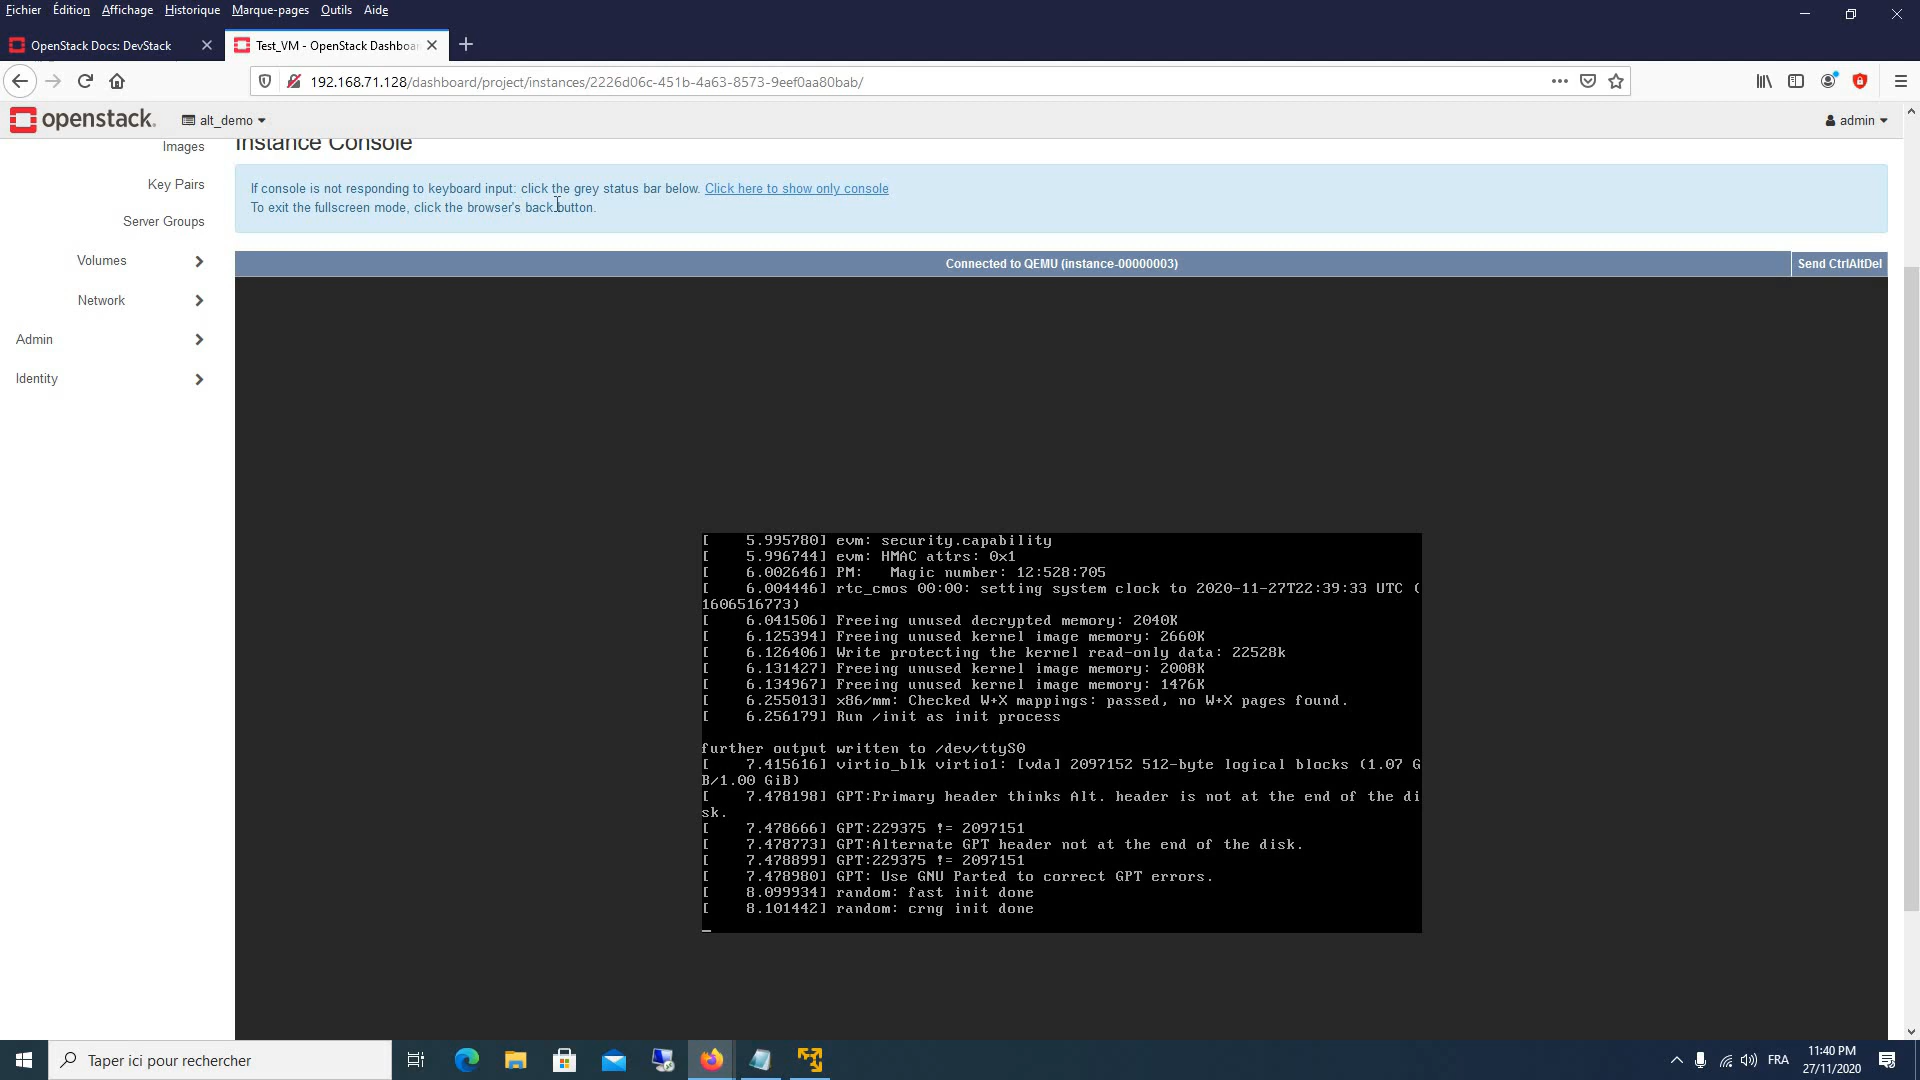 Fichier Édition Affichage Historique Marque-pages Outils Aide
OpenStack Docs: DevStack
Test_VM - OpenStack Dashboa
192.168.71.128/dashboard/project/instances/2226d06c-451b-4a63-8573-9eef0aa80bab/
openstack. alt_demo admin
Images
Key Pairs
Server Groups
Volumes
Network
Admin
Identity
Instance Console
If console is not responding to keyboard input: click the grey status bar below. Click here to show only console
To exit the fullscreen mode, click the browser's back button.
Connected to QEMU (instance-00000003) Send CtrlAltDel
[    5.995780] evm: security.capability
[    5.996744] evm: HMAC attrs: 0x1
[    6.002646] PM:   Magic number: 12:528:705
[    6.004446] rtc_cmos 00:00: setting system clock to 2020-11-27T22:39:33 UTC (
1606516773)
[    6.041506] Freeing unused decrypted memory: 2040K
[    6.125394] Freeing unused kernel image memory: 2660K
[    6.126406] Write protecting the kernel read-only data: 22528k
[    6.131427] Freeing unused kernel image memory: 2008K
[    6.134967] Freeing unused kernel image memory: 1476K
[    6.255013] x86/mm: Checked W+X mappings: passed, no W+X pages found.
[    6.256179] Run /init as init process
further output written to /dev/ttyS0
[    7.415616] virtio_blk virtio1: [vda] 2097152 512-byte logical blocks (1.07 G
B/1.00 GiB)
[    7.478198] GPT:Primary header thinks Alt. header is not at the end of the di
sk.
[    7.478666] GPT:229375 != 2097151
[    7.478773] GPT:Alternate GPT header not at the end of the disk.
[    7.478899] GPT:229375 != 2097151
[    7.478980] GPT: Use GNU Parted to correct GPT errors.
[    8.099934] random: fast init done
[    8.101442] random: crng init done
Taper ici pour rechercher
FRA
11:40 PM
27/11/2020